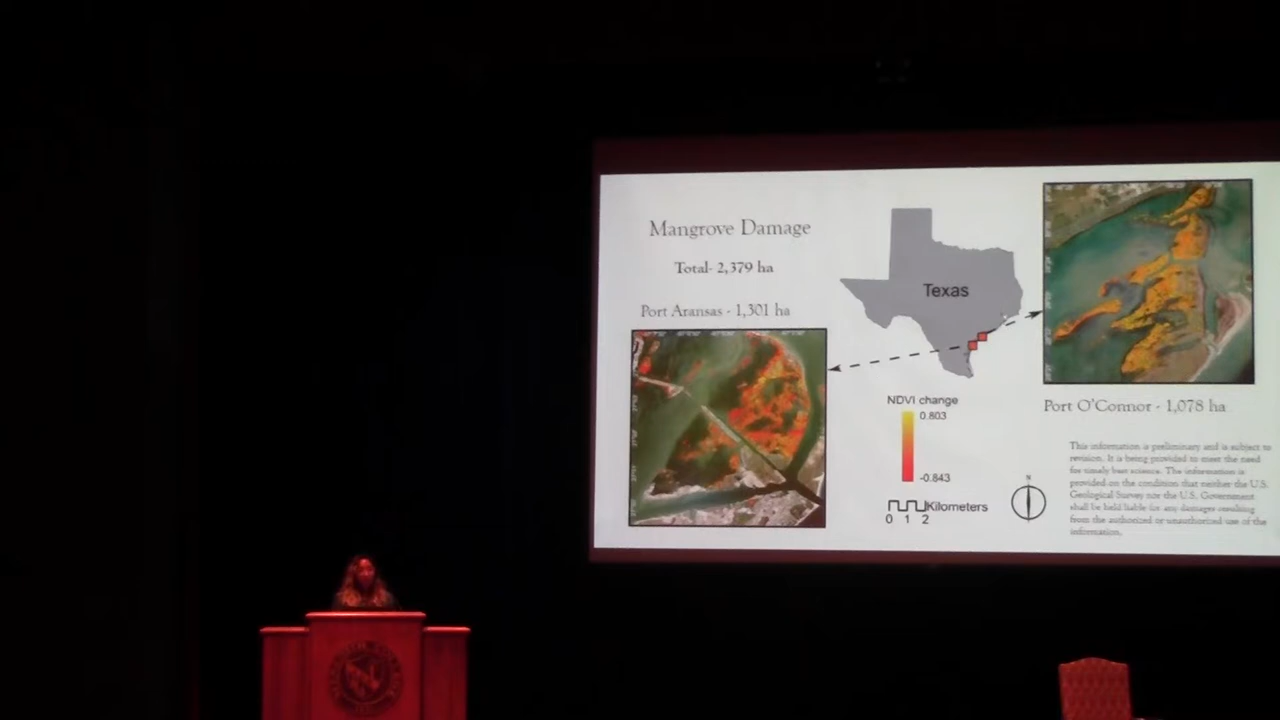 Mangrove Damage
Total- 2,379 ha
Port Aransas - 1,301 ha
Texas
NDVI change
0.803
-0.843
Kilometers
0 1 2
N
Port O'Connor - 1,078 ha
This information is preliminary and is subject to
revision. It is being provided to meet the need
for timely best science. The information is
provided on the condition that neither the U.S.
Geological Survey nor the U.S. Government
shall be held liable for any damages resulting
from the authorized or unauthorized use of the
information.